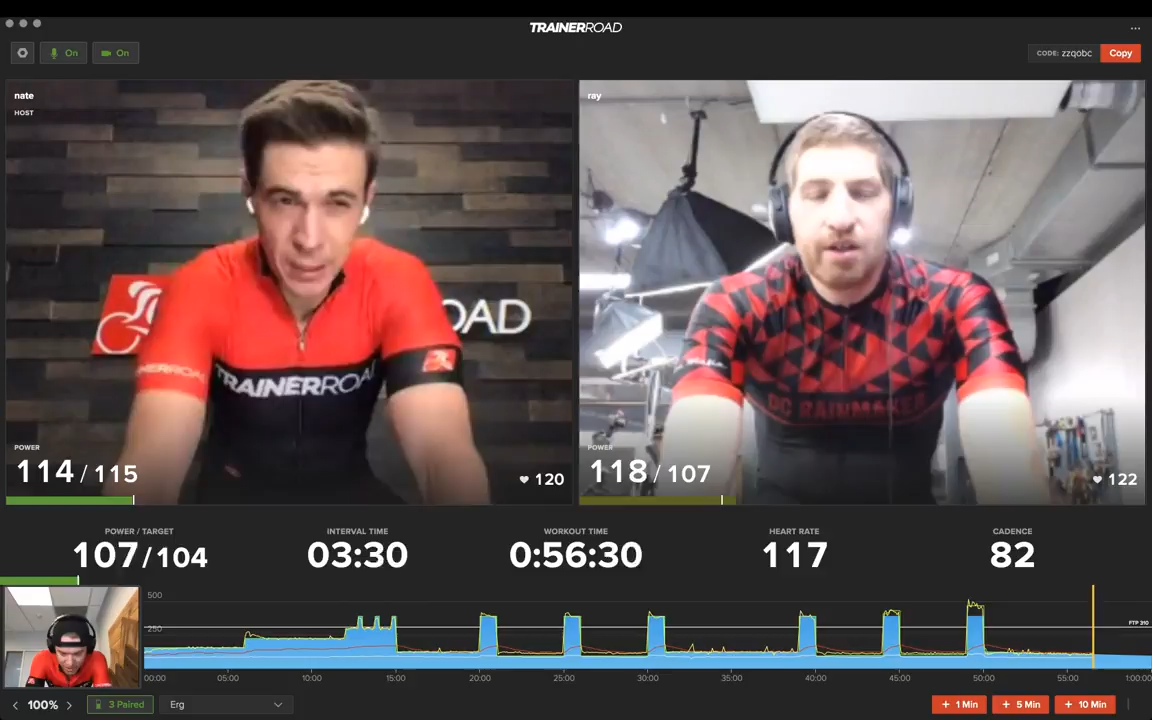 TRAINERROAD
On
On
CODE: zzqobc
Copy
nate
HOST
ray
OAD
TRAINERROAD
DC RAINMAKER
POWER
114 / 115
120
POWER
118 / 107
122
POWER / TARGET
107/104
INTERVAL TIME
03:30
WORKOUT TIME
0:56:30
HEART RATE
117
CADENCE
82
500
250
FTP 310
00:00
05:00
10:00
15:00
20:00
25:00
30:00
35:00
40:00
45:00
50:00
55:00
1:00:00
100%
3 Paired
Erg
+ 1 Min
+ 5 Min
+ 10 Min